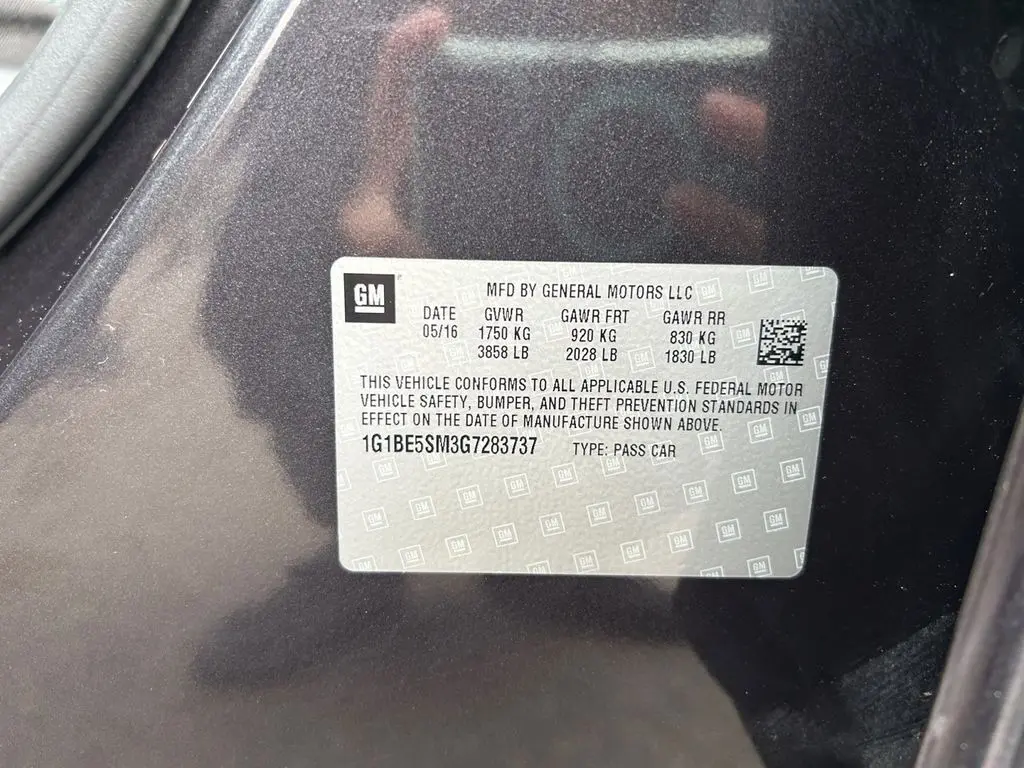 GM
MFD BY GENERAL MOTORS LLC
DATE GVWR GAWR FRT GAWR RR
05/16 1750 KG 920 KG 830 KG
3858 LB 2028 LB 1830 LB
THIS VEHICLE CONFORMS TO ALL APPLICABLE U.S. FEDERAL MOTOR
VEHICLE SAFETY, BUMPER, AND THEFT PREVENTION STANDARDS IN
EFFECT ON THE DATE OF MANUFACTURE SHOWN ABOVE.
1G1BE5SM3G7283737 TYPE: PASS CAR